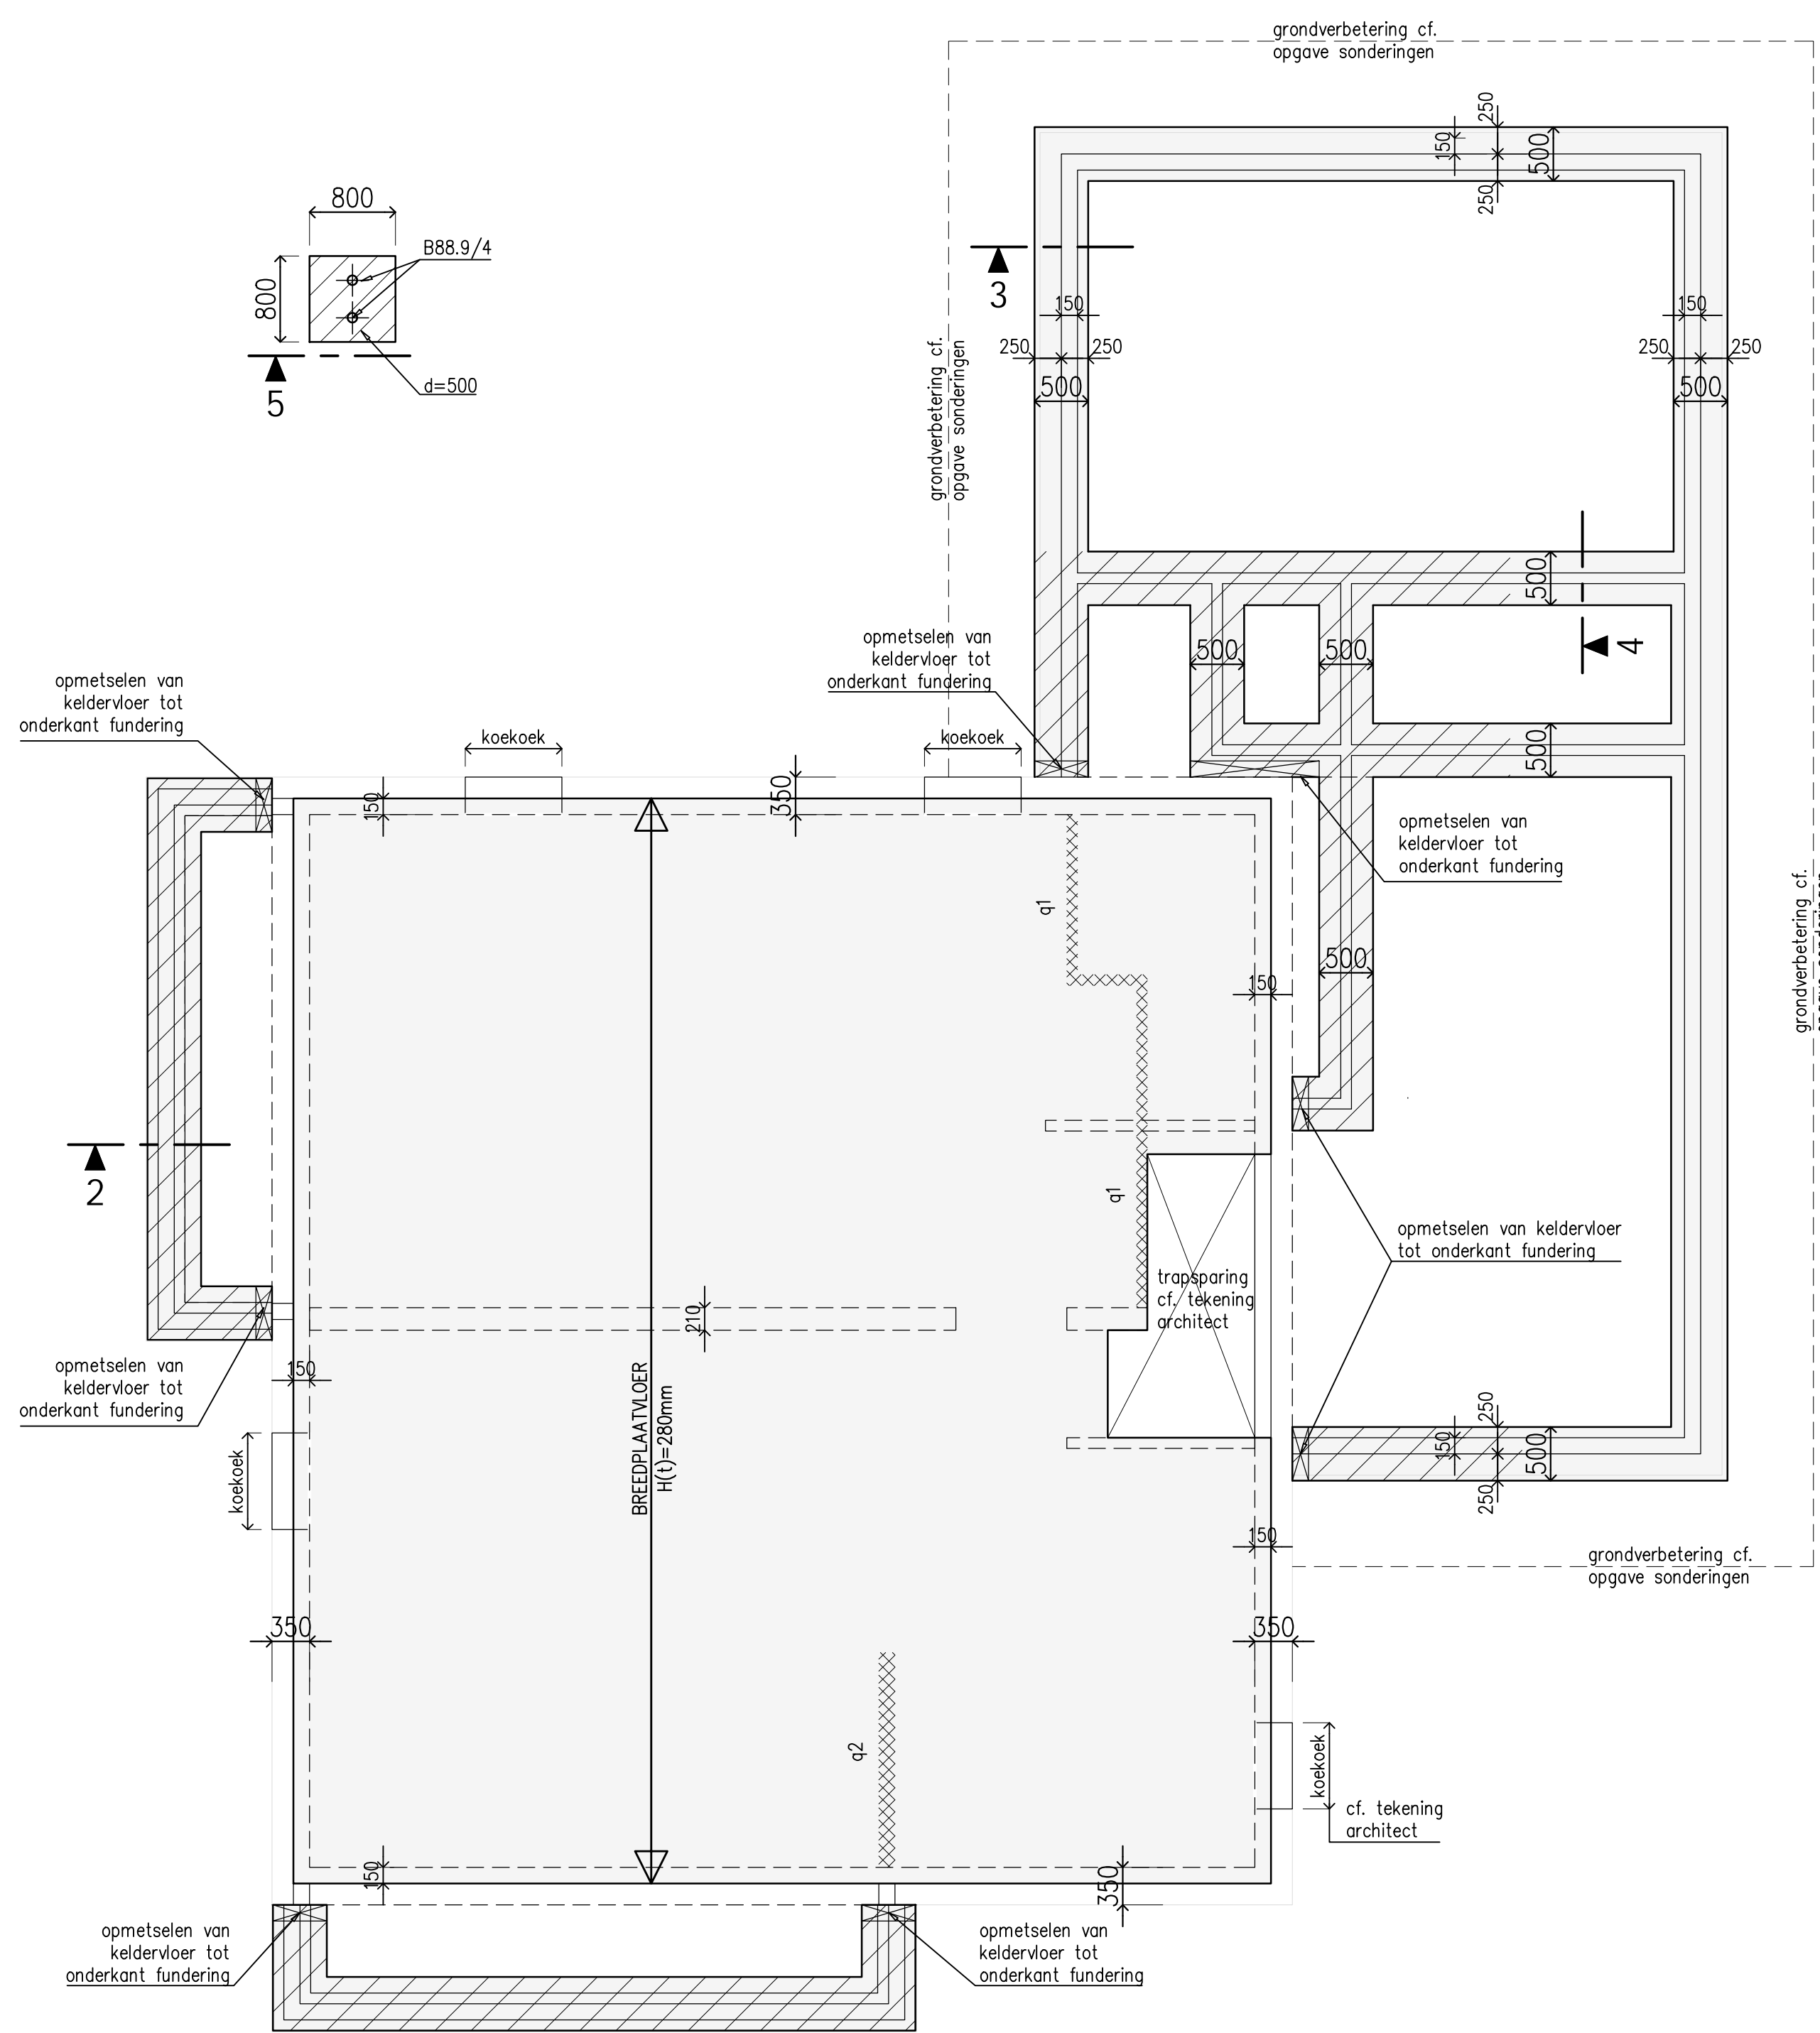 grondverbetering cf.
opgave sonderingen
250
150
500
250
800
B88.9/4
800
d=500
5
3
150
250
250
500
150
250
250
500
grondverbetering cf.
opgave sonderingen
500
4
500
500
500
opmetselen van
keldervloer tot
onderkant fundering
opmetselen van
keldervloer tot
onderkant fundering
koekoek
koekoek
150
350
opmetselen van
keldervloer tot
onderkant fundering
q1
150
500
grondverbetering cf.
2
q1
opmetselen van keldervloer
tot onderkant fundering
trapsparing
cf. tekening
architect
210
BREEDPLAATVLOER
H(t)=280mm
opmetselen van
keldervloer tot
onderkant fundering
150
koekoek
250
150
500
250
150
grondverbetering cf.
opgave sonderingen
350
350
q2
koekoek
cf. tekening
architect
150
350
opmetselen van
keldervloer tot
onderkant fundering
opmetselen van
keldervloer tot
onderkant fundering